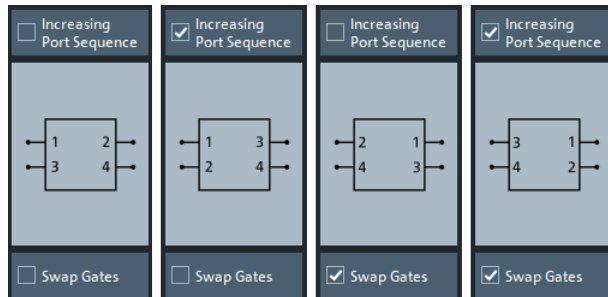 Increasing
Port Sequence
1 2
3 4
Swap Gates
Increasing
Port Sequence
1 3
2 4
Swap Gates
Increasing
Port Sequence
2 1
4 3
Swap Gates
Increasing
Port Sequence
3 1
4 2
Swap Gates